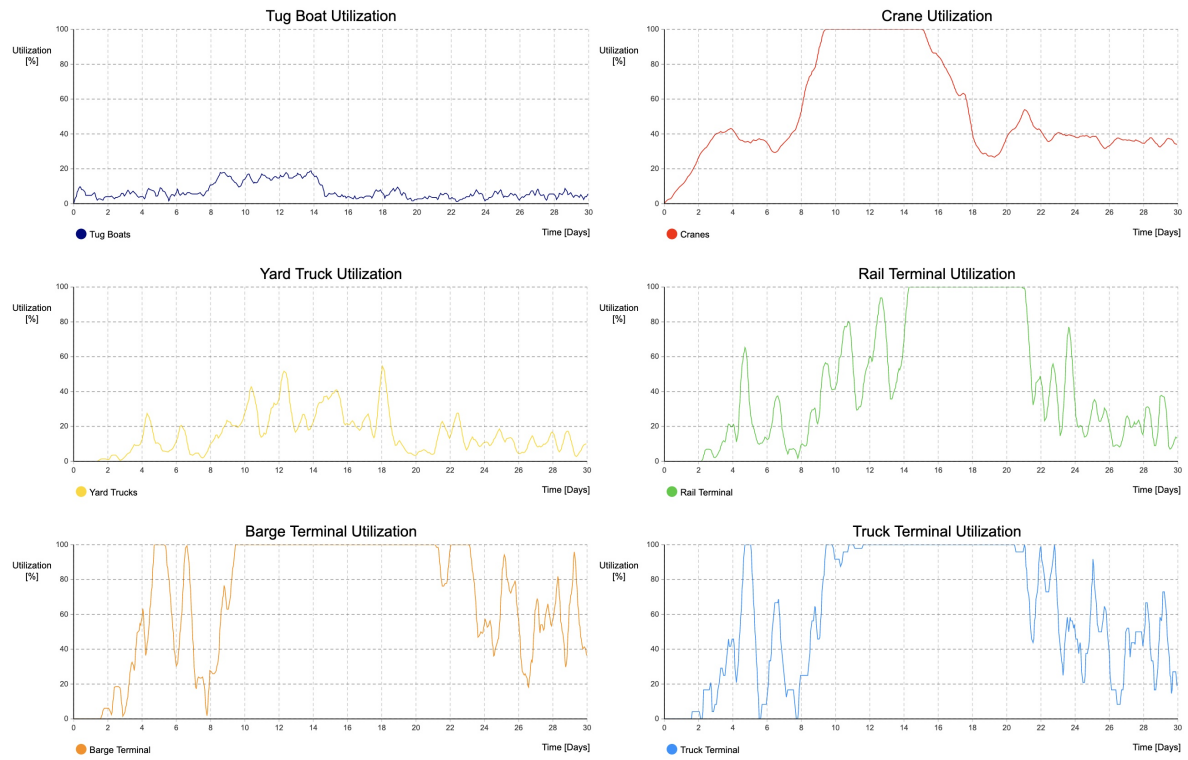 Tug Boat Utilization
Utilization
[%]
100
80
60
40
20
0
0 2 4 6 8 10 12 14 16 18 20 22 24 26 28 30
Time [Days]
Tug Boats
Crane Utilization
Utilization
[%]
100
80
60
40
20
0
0 2 4 6 8 10 12 14 16 18 20 22 24 26 28 30
Time [Days]
Cranes
Yard Truck Utilization
Utilization
[%]
100
80
60
40
20
0
0 2 4 6 8 10 12 14 16 18 20 22 24 26 28 30
Time [Days]
Yard Trucks
Rail Terminal Utilization
Utilization
[%]
100
80
60
40
20
0
0 2 4 6 8 10 12 14 16 18 20 22 24 26 28 30
Time [Days]
Rail Terminal
Barge Terminal Utilization
Utilization
[%]
100
80
60
40
20
0
0 2 4 6 8 10 12 14 16 18 20 22 24 26 28 30
Time [Days]
Barge Terminal
Truck Terminal Utilization
Utilization
[%]
100
80
60
40
20
0
0 2 4 6 8 10 12 14 16 18 20 22 24 26 28 30
Time [Days]
Truck Terminal